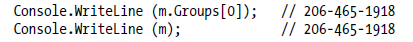 Console.WriteLine (m.Groups[0]);   // 206-465-1918
Console.WriteLine (m);             // 206-465-1918